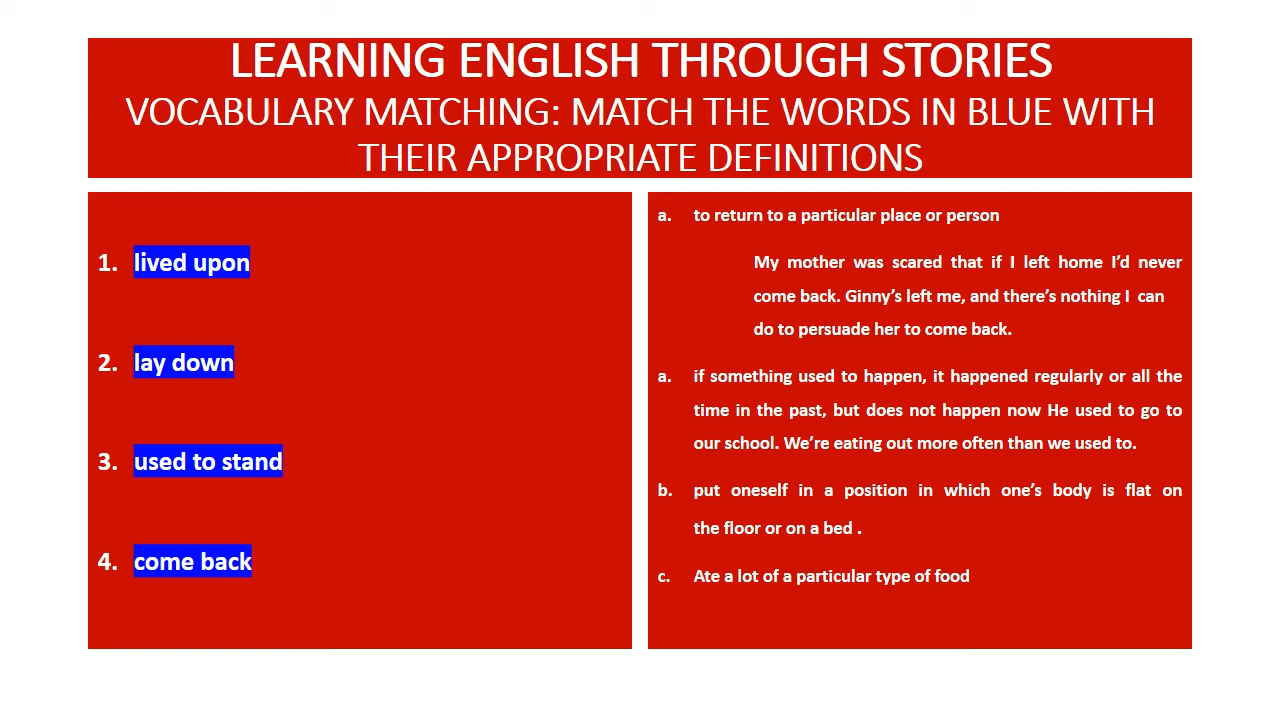 LEARNING ENGLISH THROUGH STORIES
VOCABULARY MATCHING: MATCH THE WORDS IN BLUE WITH
THEIR APPROPRIATE DEFINITIONS
1. lived upon
2. lay down
3. used to stand
4. come back
a. to return to a particular place or person
My mother was scared that if I left home I’d never
come back. Ginny’s left me, and there’s nothing I can
do to persuade her to come back.
a. if something used to happen, it happened regularly or all the
time in the past, but does not happen now He used to go to
our school. We’re eating out more often than we used to.
b. put oneself in a position in which one’s body is flat on
the floor or on a bed .
c. Ate a lot of a particular type of food